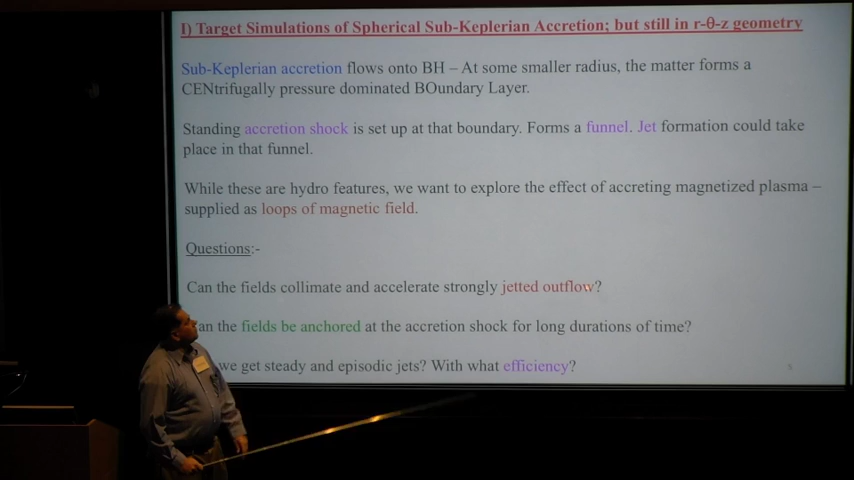 I) Target Simulations of Spherical Sub-Keplerian Accretion; but still in r-θ-z geometry
Sub-Keplerian accretion flows onto BH – At some smaller radius, the matter forms a
CENtrifugally pressure dominated BOundary Layer.
Standing accretion shock is set up at that boundary. Forms a funnel. Jet formation could take
place in that funnel.
While these are hydro features, we want to explore the effect of accreting magnetized plasma –
supplied as loops of magnetic field.
Questions:-
Can the fields collimate and accelerate strongly jetted outflow?
an the fields be anchored at the accretion shock for long durations of time?
we get steady and episodic jets? With what efficiency?